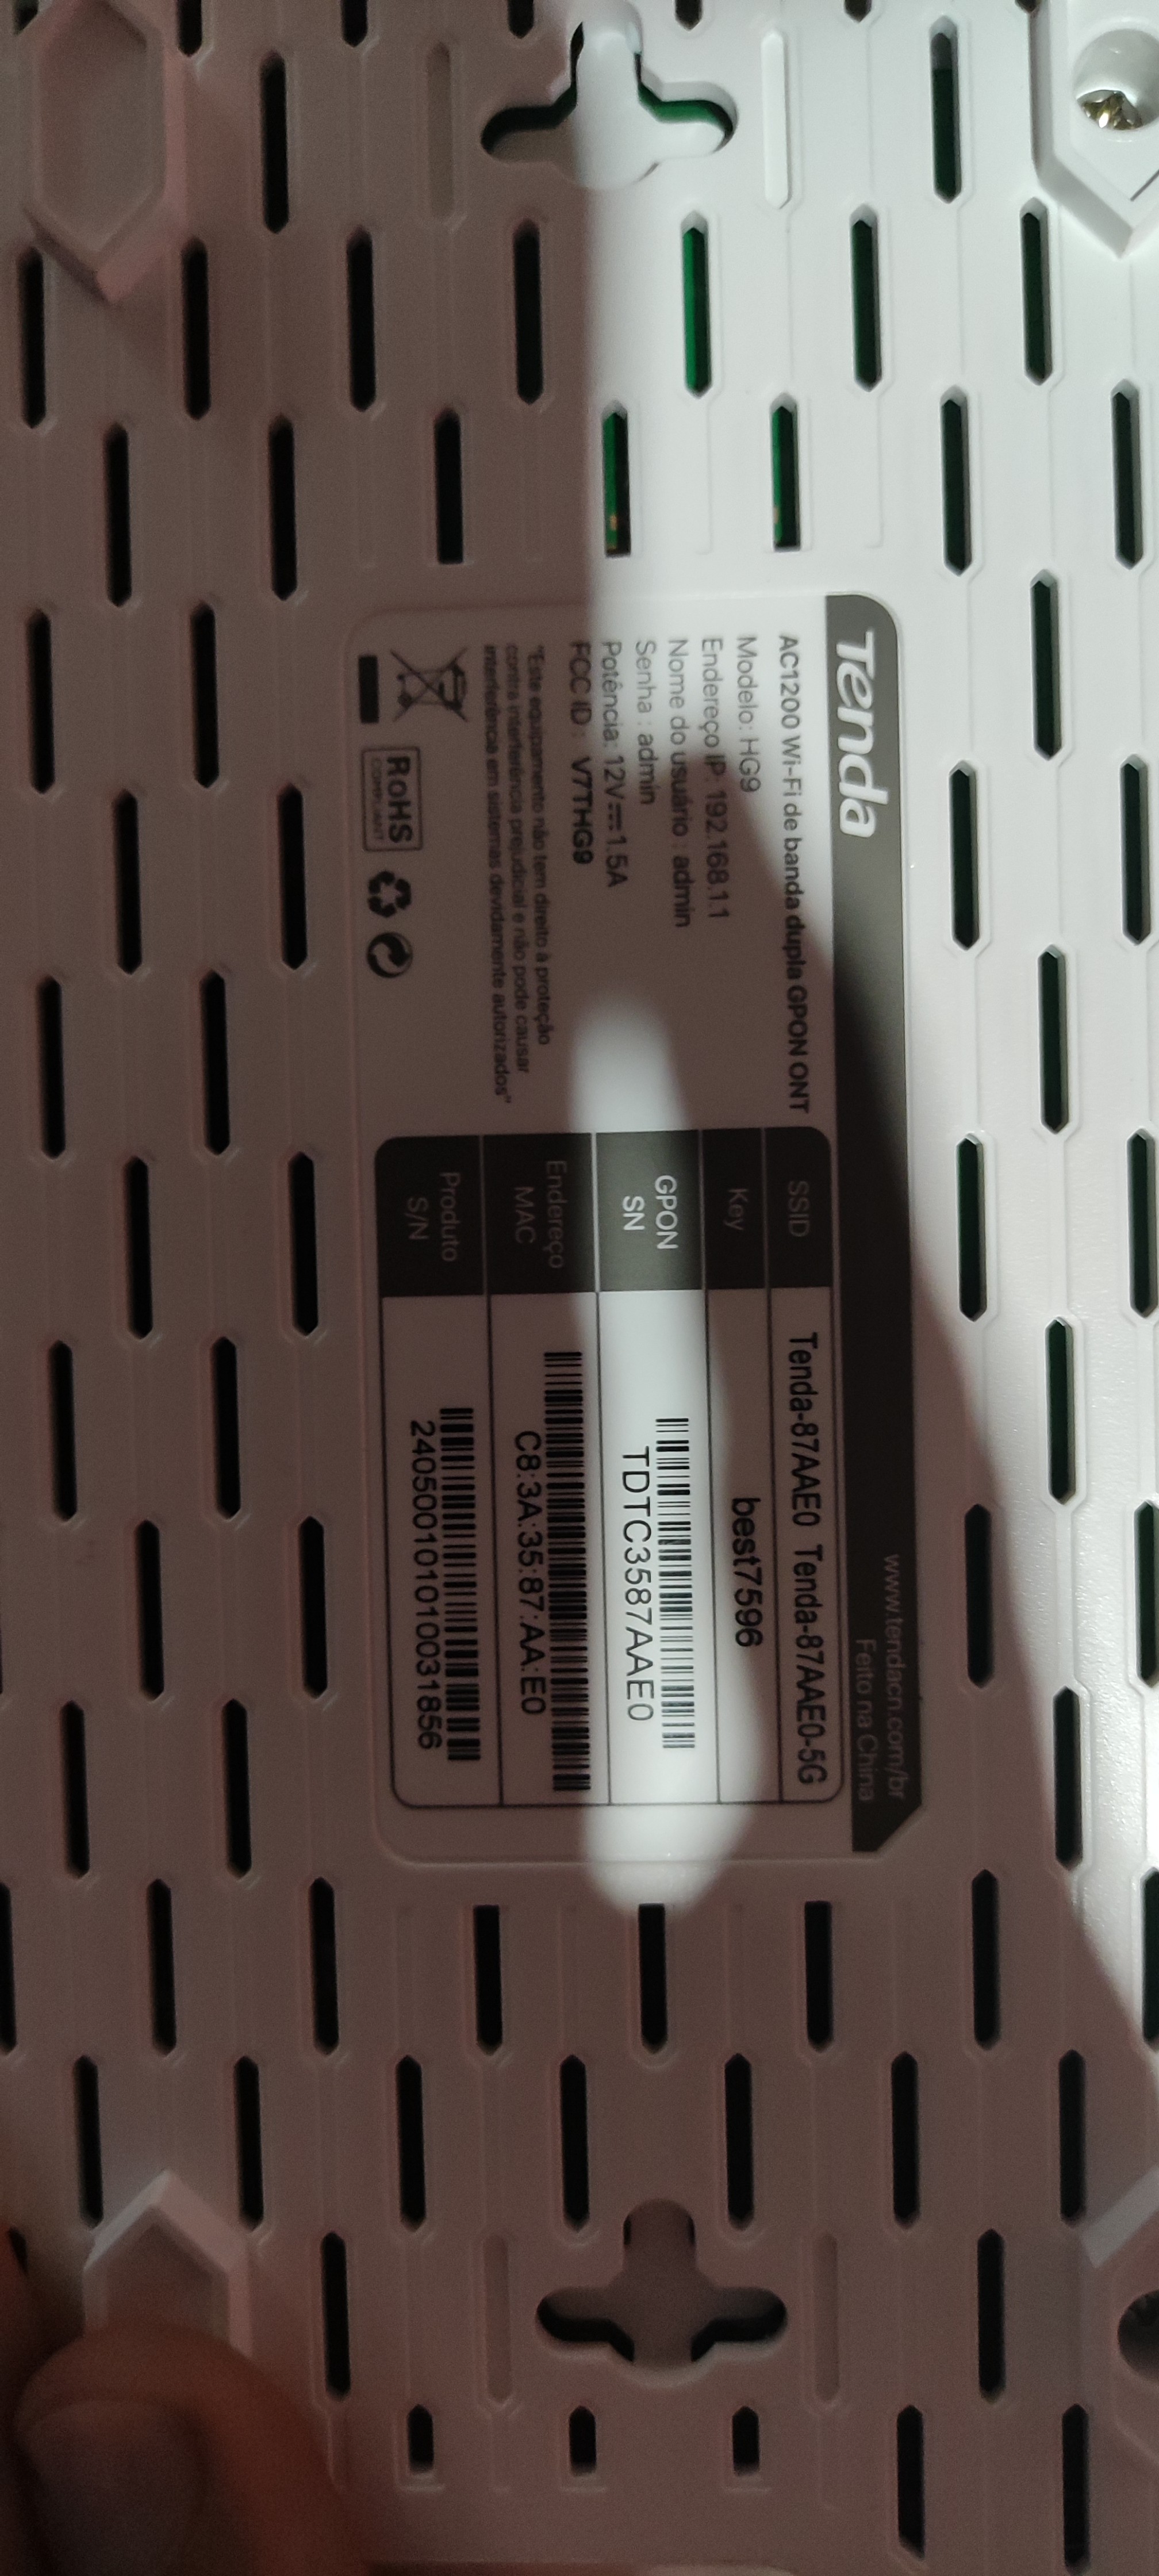 Tenda
www.tendacn.com/br
Feito na China
AC1200 Wi-Fi de banda dupla GPON ONT
Modelo: HG9
Endereço IP: 192.168.1.1
Nome do usuário : admin
Senha : admin
Potência: 12V⎓1.5A
FCC ID : V7THG9
"Este equipamento não tem direito à proteção
contra interferência prejudicial e não pode causar
interferência em sistemas devidamente autorizados"
RoHS
COMPLIANT
SSID
Tenda-87AAE0 Tenda-87AAE0-5G
Key
best7596
GPON
SN
TDTC3587AAE0
Endereço
MAC
C8:3A:35:87:AA:E0
Produto
S/N
240500101010031856